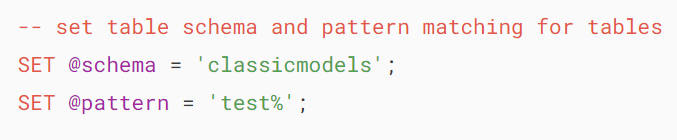 -- set table schema and pattern matching for tables
SET @schema = 'classicmodels';
SET @pattern = 'test%';